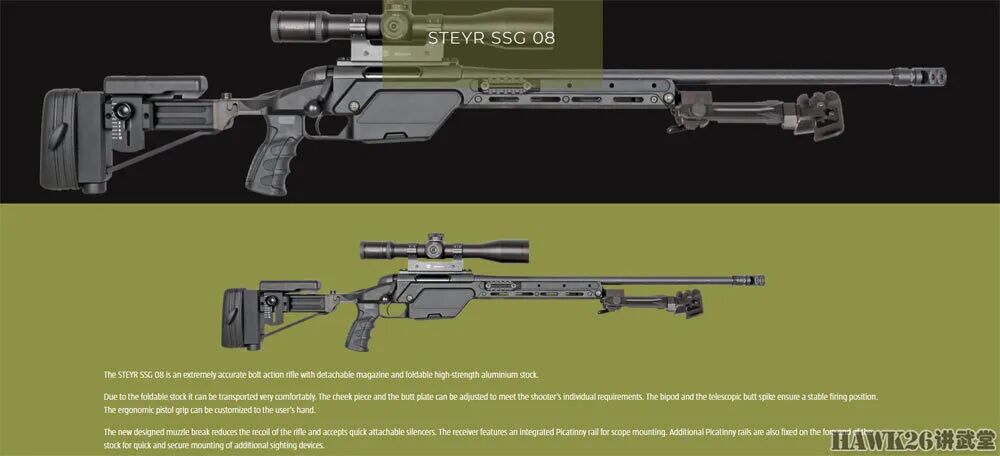 STEYR SSG 08
The STEYR SSG 08 is an extremely accurate bolt action rifle with detachable magazine and foldable high-strength aluminium stock.
Due to the foldable stock it can be transported very comfortably. The cheek piece and the butt plate can be adjusted to meet the shooter's individual requirements. The bipod and the telescopic butt spike ensure a stable firing position.
The ergonomic pistol grip can be customized to the user's hand.
The new designed muzzle break reduces the recoil of the rifle and accepts quick attachable silencers. The receiver features an integrated Picatinny rail for scope mounting. Additional Picatinny rails are also fixed on the of the
stock for quick and secure mounting of additional sighting devices.
HAWK26讲武堂